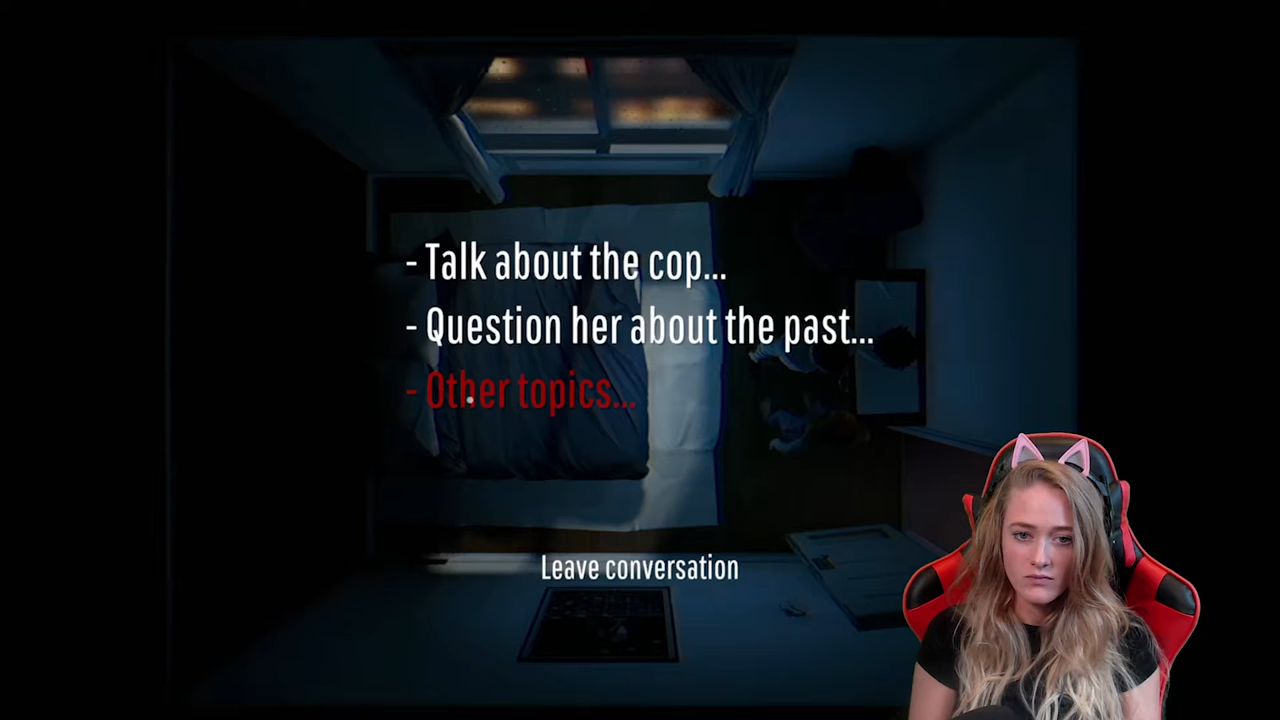 - Talk about the cop...
- Question her about the past...
- Other topics...
Leave conversation